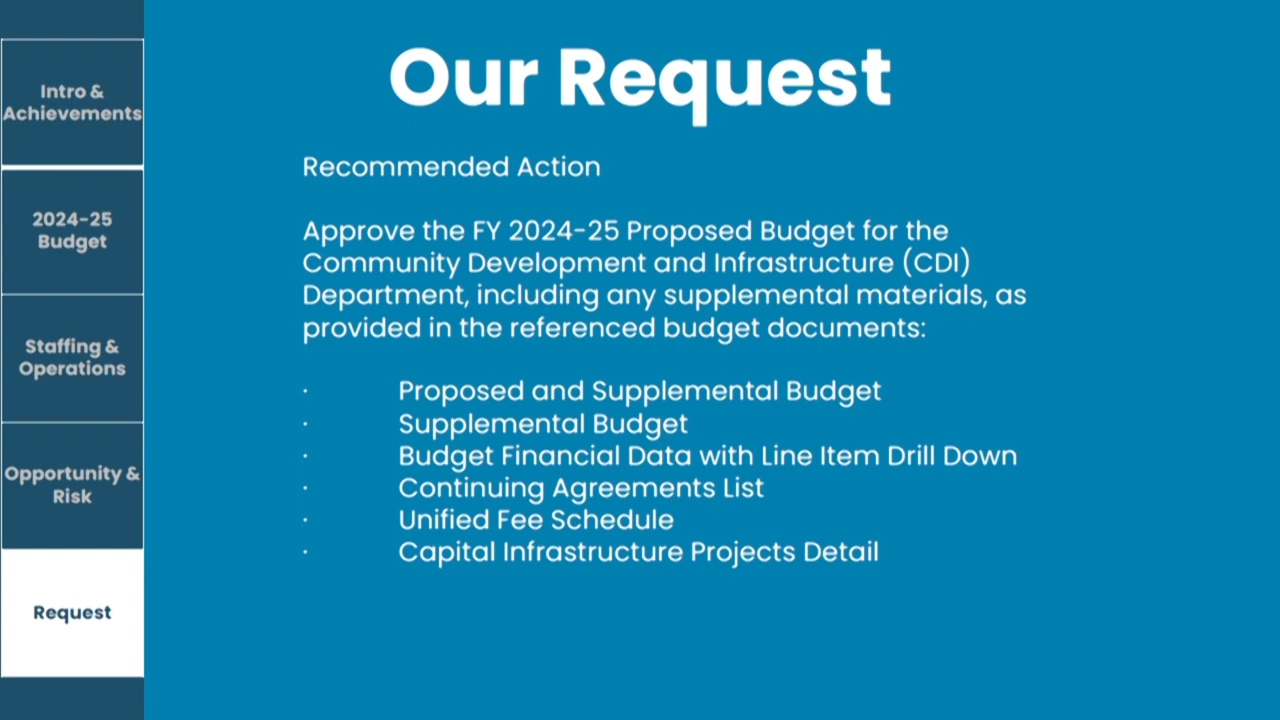 Intro &
Achievements
2024-25
Budget
Staffing &
Operations
Opportunity &
Risk
Request
Our Request
Recommended Action
Approve the FY 2024-25 Proposed Budget for the
Community Development and Infrastructure (CDI)
Department, including any supplemental materials, as
provided in the referenced budget documents:
· Proposed and Supplemental Budget
· Supplemental Budget
· Budget Financial Data with Line Item Drill Down
· Continuing Agreements List
· Unified Fee Schedule
· Capital Infrastructure Projects Detail